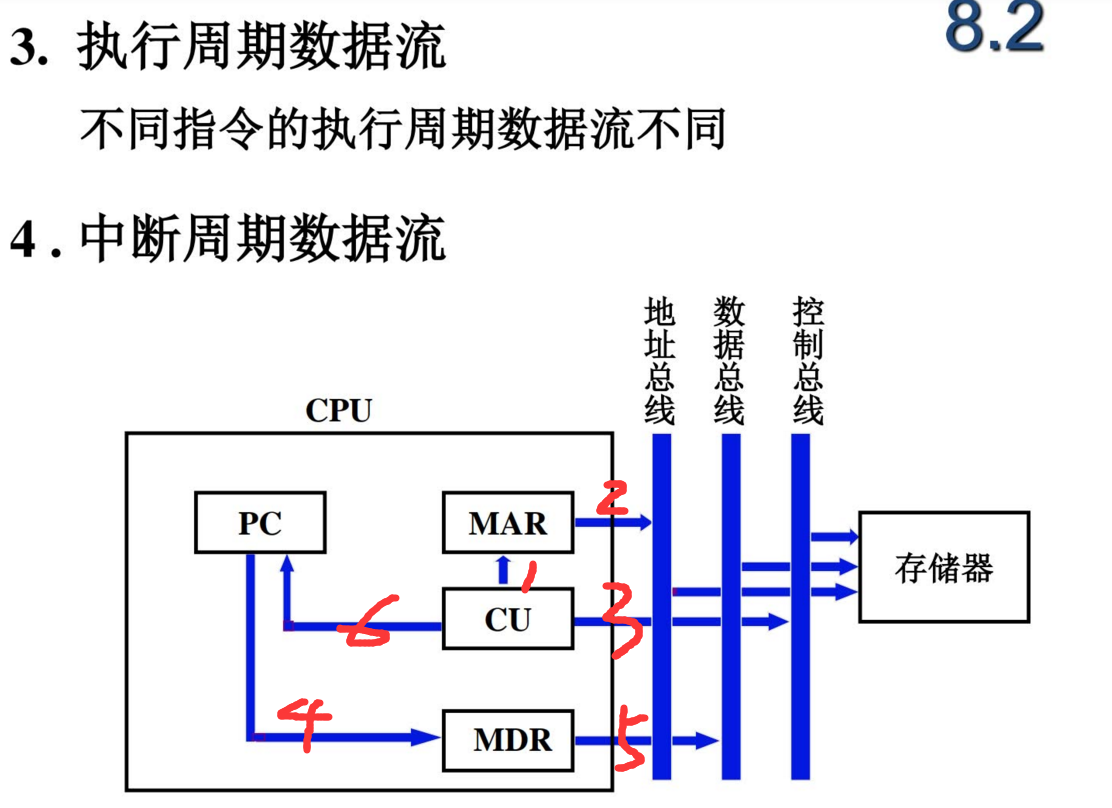 8.2
3. 执行周期数据流
不同指令的执行周期数据流不同
4 . 中断周期数据流
地址总线
数据总线
控制总线
CPU
PC
MAR
2
存储器
1
CU
3
6
4
MDR
5